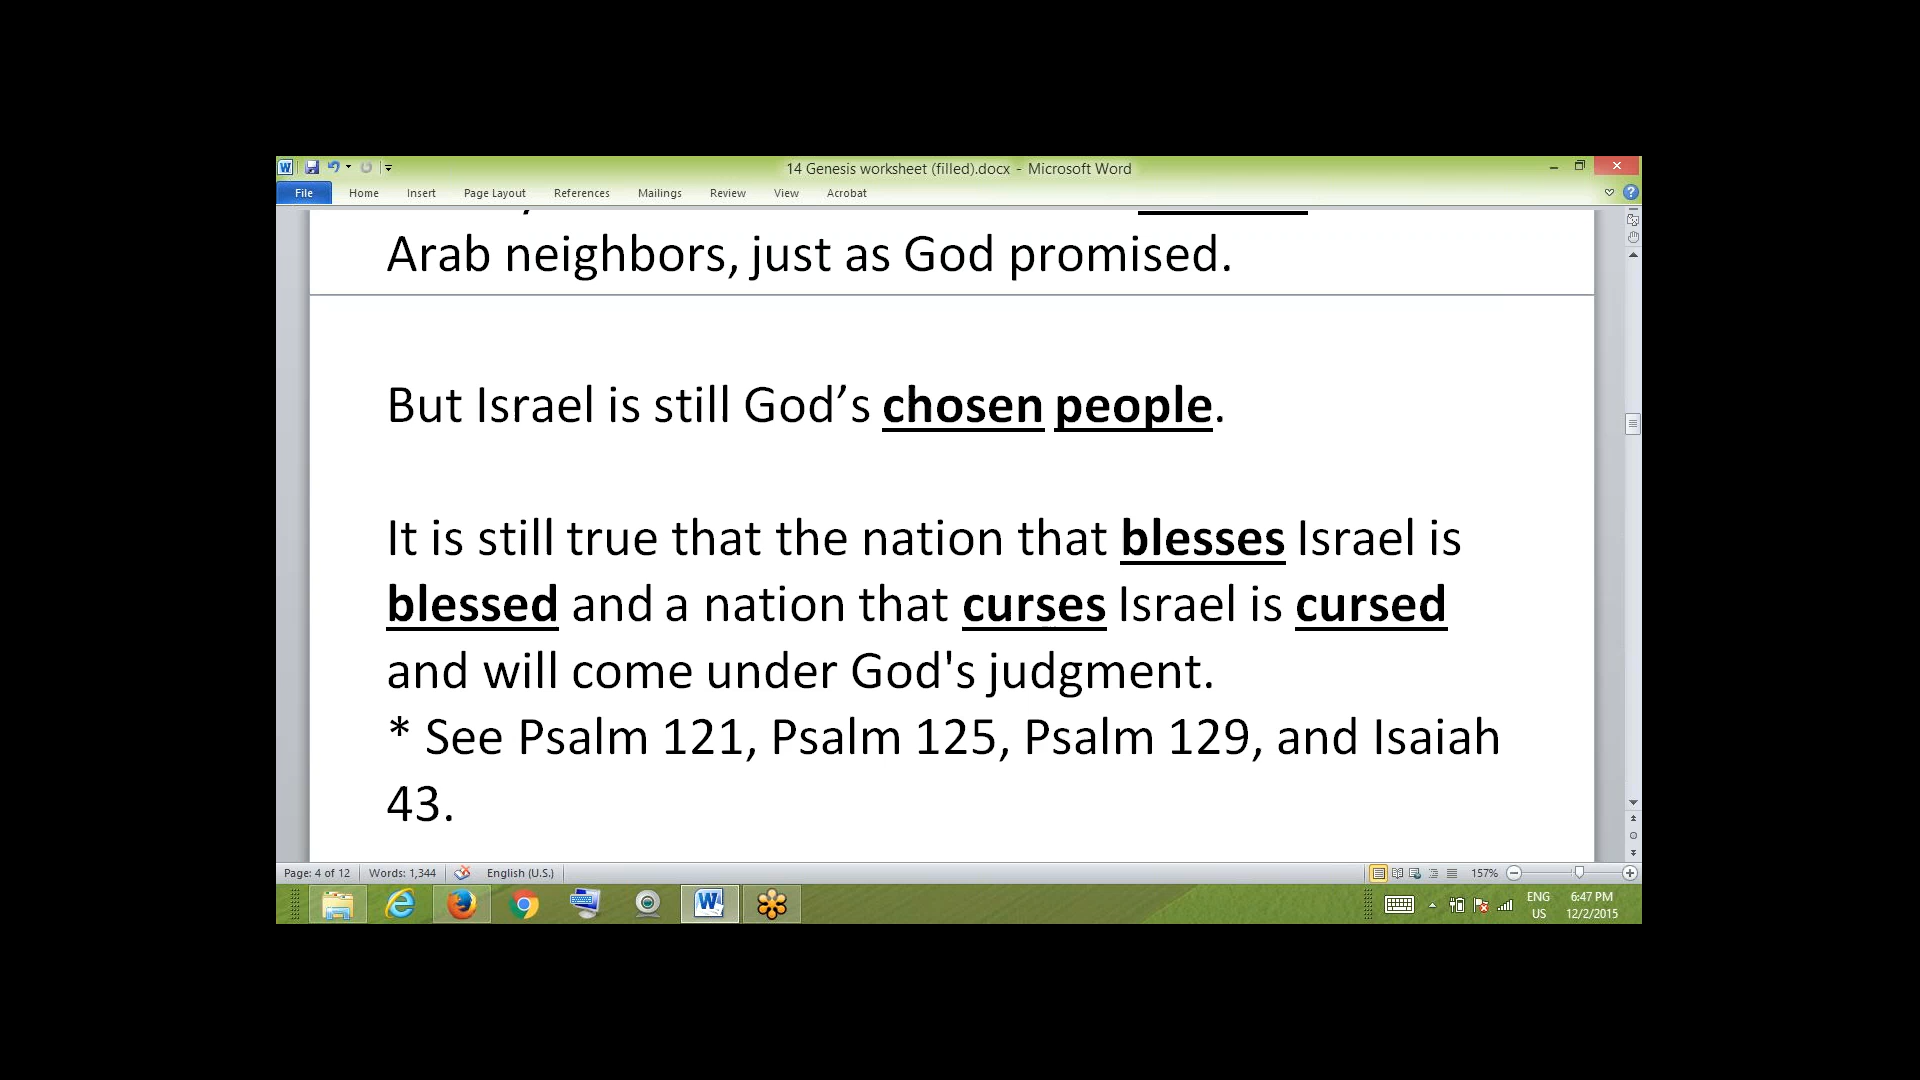 14 Genesis worksheet (filled).docx - Microsoft Word
File Home Insert Page Layout References Mailings Review View Acrobat
Arab neighbors, just as God promised.
But Israel is still God’s chosen people.
It is still true that the nation that blesses Israel is
blessed and a nation that curses Israel is cursed
and will come under God's judgment.
* See Psalm 121, Psalm 125, Psalm 129, and Isaiah
43.
Page: 4 of 12 Words: 1,344 English (U.S.) 157%
ENG 6:47 PM
US 12/2/2015